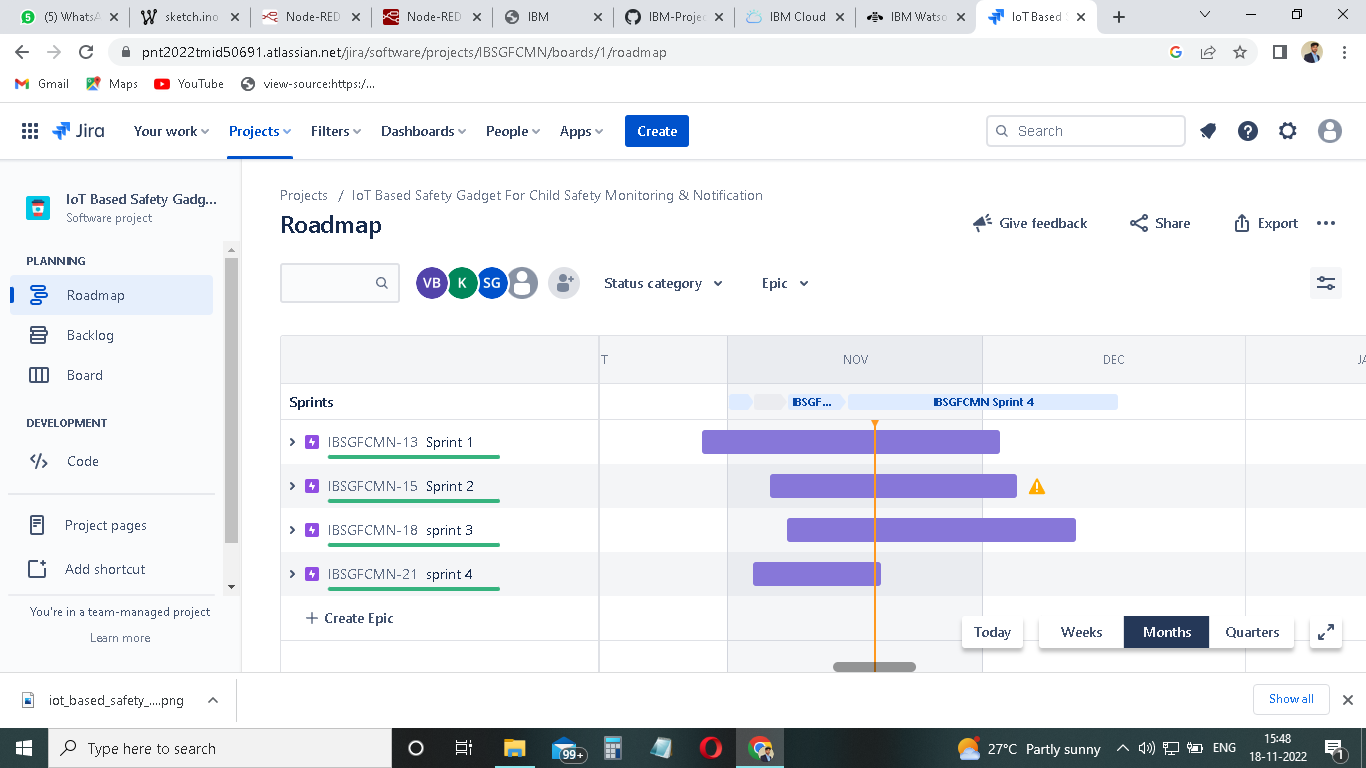 (5) WhatsA
sketch.ino
Node-RED
Node-RED
IBM
IBM-Projec
IBM Cloud
IBM Watso
IoT Based S
pnt2022tmid50691.atlassian.net/jira/software/projects/IBSGFCMN/boards/1/roadmap
Gmail
Maps
YouTube
view-source:https:/...
Jira
Your work
Projects
Filters
Dashboards
People
Apps
Create
Search
IoT Based Safety Gadg...
Software project
PLANNING
Roadmap
Backlog
Board
DEVELOPMENT
Code
Project pages
Add shortcut
You're in a team-managed project
Learn more
Projects / IoT Based Safety Gadget For Child Safety Monitoring & Notification
Roadmap
Give feedback
Share
Export
VB
K
SG
Status category
Epic
T
NOV
DEC
JA
Sprints
IBSGF...
IBSGFCMN Sprint 4
IBSGFCMN-13 Sprint 1
IBSGFCMN-15 Sprint 2
IBSGFCMN-18 sprint 3
IBSGFCMN-21 sprint 4
+ Create Epic
Today
Weeks
Months
Quarters
iot_based_safety_....png
Show all
Type here to search
99+
27°C Partly sunny
ENG
15:48
18-11-2022
1